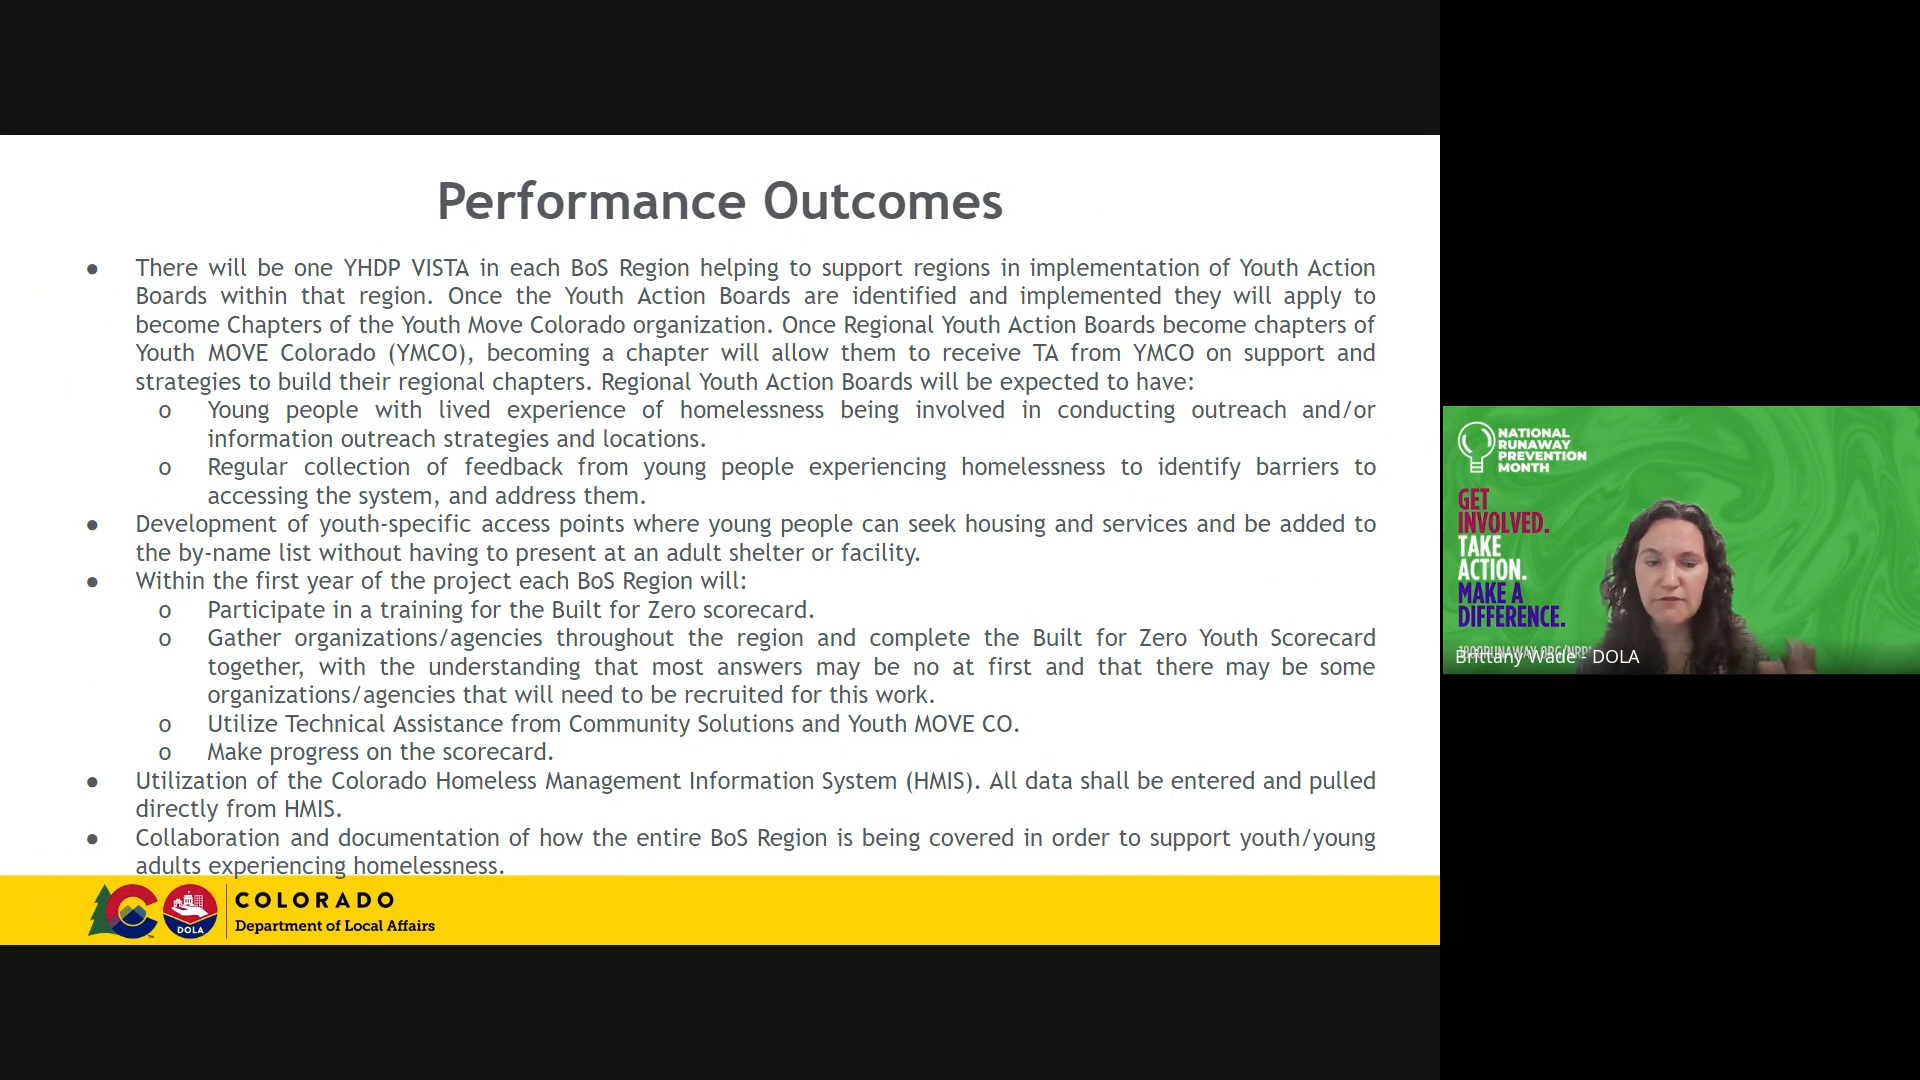 Performance Outcomes
● There will be one YHDP VISTA in each BoS Region helping to support regions in implementation of Youth Action
Boards within that region. Once the Youth Action Boards are identified and implemented they will apply to
become Chapters of the Youth Move Colorado organization. Once Regional Youth Action Boards become chapters of
Youth MOVE Colorado (YMCO), becoming a chapter will allow them to receive TA from YMCO on support and
strategies to build their regional chapters. Regional Youth Action Boards will be expected to have:
o Young people with lived experience of homelessness being involved in conducting outreach and/or
information outreach strategies and locations.
o Regular collection of feedback from young people experiencing homelessness to identify barriers to
accessing the system, and address them.
● Development of youth-specific access points where young people can seek housing and services and be added to
the by-name list without having to present at an adult shelter or facility.
● Within the first year of the project each BoS Region will:
o Participate in a training for the Built for Zero scorecard.
o Gather organizations/agencies throughout the region and complete the Built for Zero Youth Scorecard
together, with the understanding that most answers may be no at first and that there may be some
organizations/agencies that will need to be recruited for this work.
o Utilize Technical Assistance from Community Solutions and Youth MOVE CO.
o Make progress on the scorecard.
● Utilization of the Colorado Homeless Management Information System (HMIS). All data shall be entered and pulled
directly from HMIS.
● Collaboration and documentation of how the entire BoS Region is being covered in order to support youth/young
adults experiencing homelessness.
DOLA
COLORADO
Department of Local Affairs
NATIONAL
RUNAWAY
PREVENTION
MONTH
GET
INVOLVED.
TAKE
ACTION.
MAKE A
DIFFERENCE.
Brittany Wade - DOLA